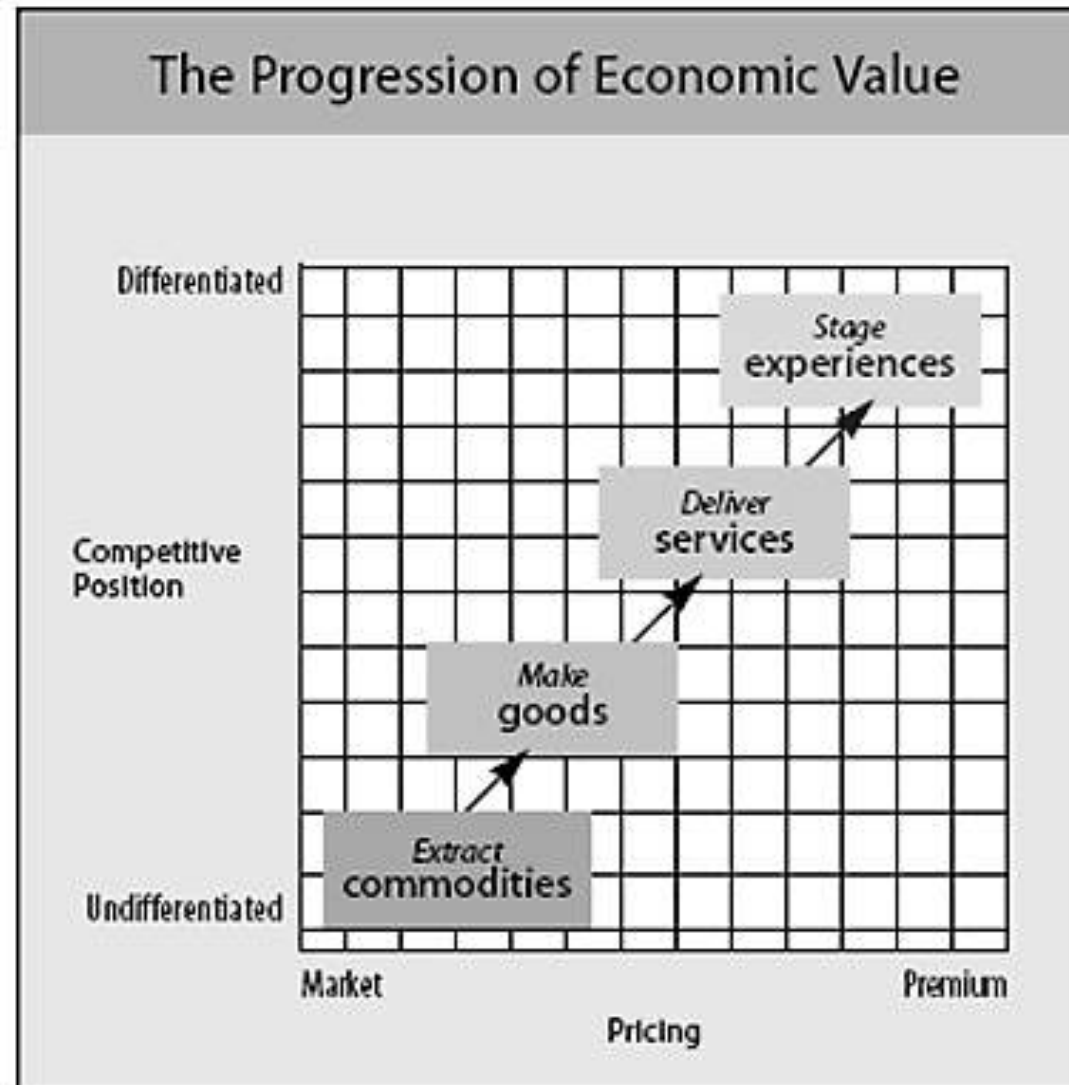 The Progression of Economic Value
Differentiated
Stage
experiences
Deliver
services
Competitive
Position
Make
goods
Extract
commodities
Undifferentiated
Market
Premium
Pricing